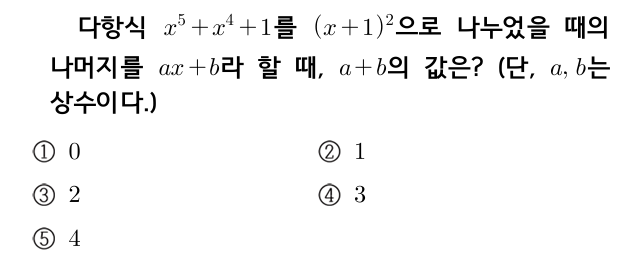 다항식 $x^5+x^4+1$를 $(x+1)^2$으로 나누었을 때의
나머지를 $ax+b$라 할 때, $a+b$의 값은? (단, $a, b$는
상수이다.)
① 0 ② 1
③ 2 ④ 3
⑤ 4